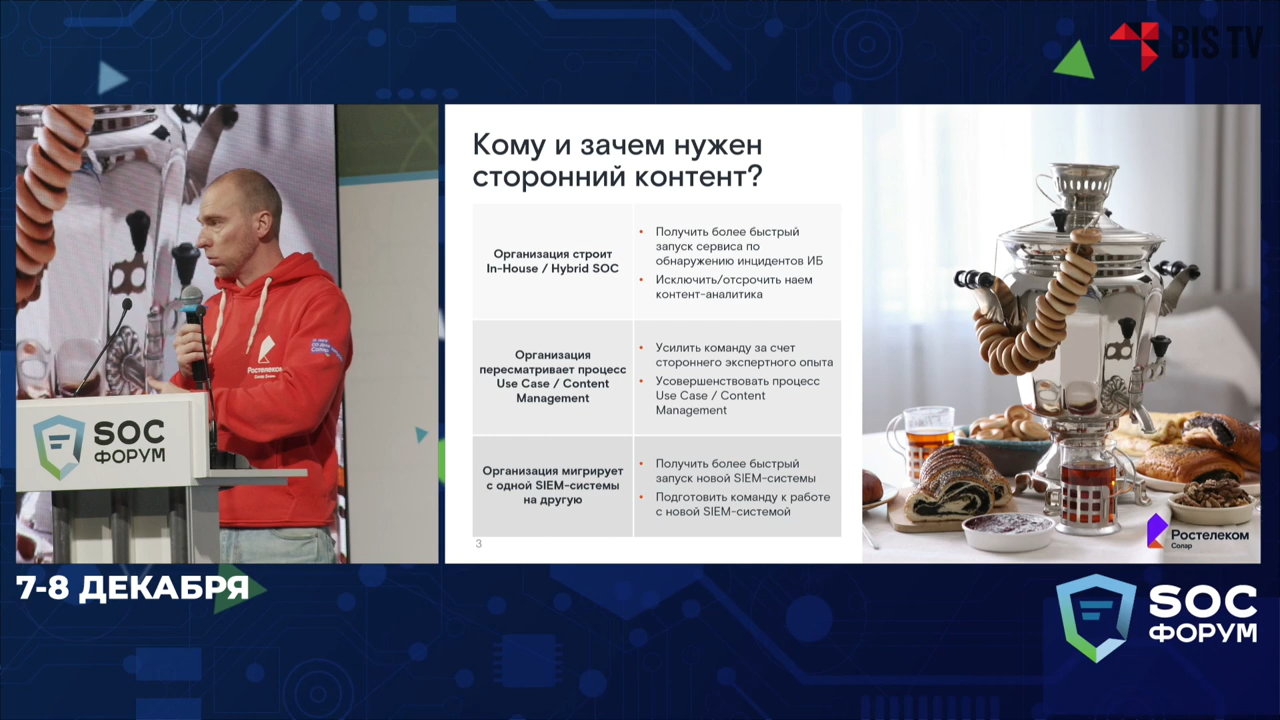 BIS TV
Кому и зачем нужен
сторонний контент?
Организация строит
In-House / Hybrid SOC
• Получить более быстрый
запуск сервиса по
обнаружению инцидентов ИБ
• Исключить/отсрочить наем
контент-аналитика
Организация
пересматривает процесс
Use Case / Content
Management
• Усилить команду за счет
стороннего экспертного опыта
• Усовершенствовать процесс
Use Case / Content
Management
Организация мигрирует
с одной SIEM-системы
на другую
• Получить более быстрый
запуск новой SIEM-системы
• Подготовить команду к работе
с новой SIEM-системой
3
Ростелеком
Солар
Ростелеком
SOC
ФОРУМ
7-8 ДЕКАБРЯ
SOC
ФОРУМ